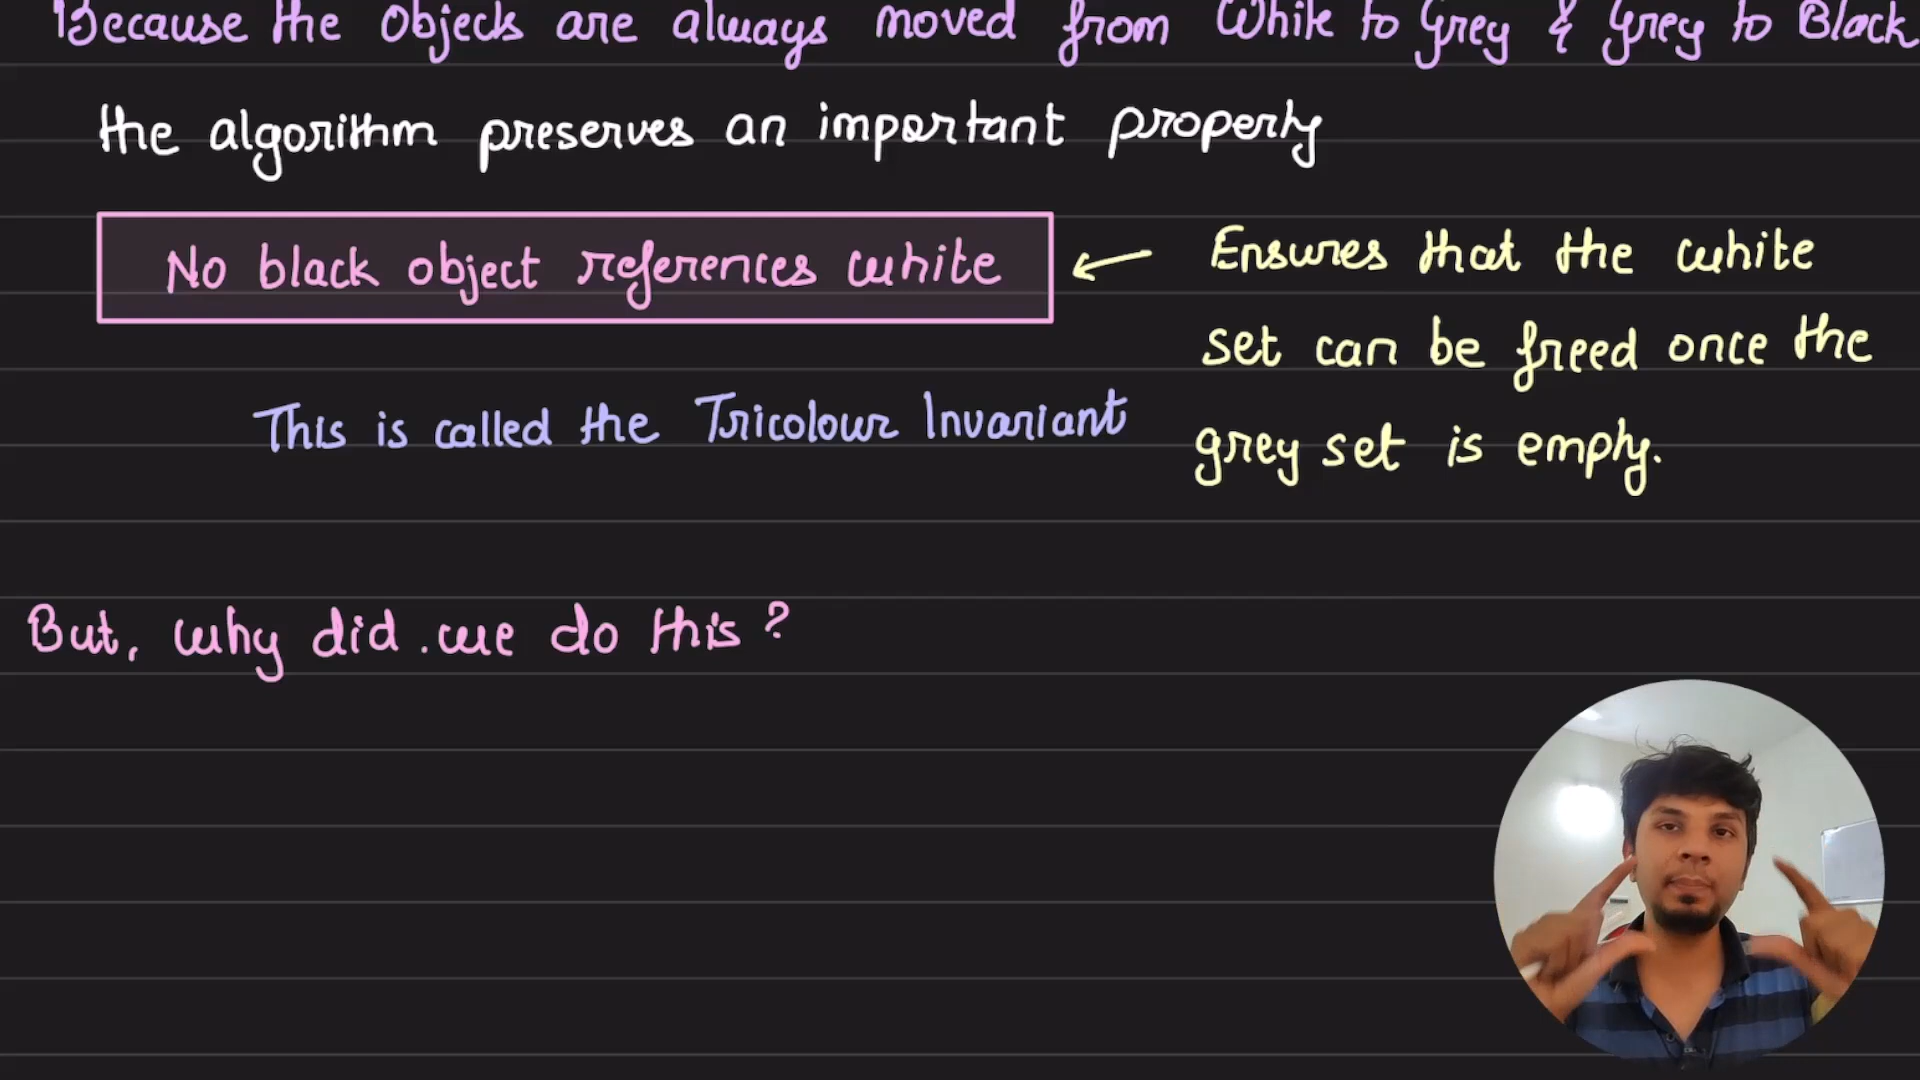 Because the Objects are always moved from White to Grey & Grey to Black
the algorithm preserves an important property
No black object references white
← Ensures that the white
set can be freed once the
grey set is empty.
This is called the Tricolour Invariant
But, why did .we do this?